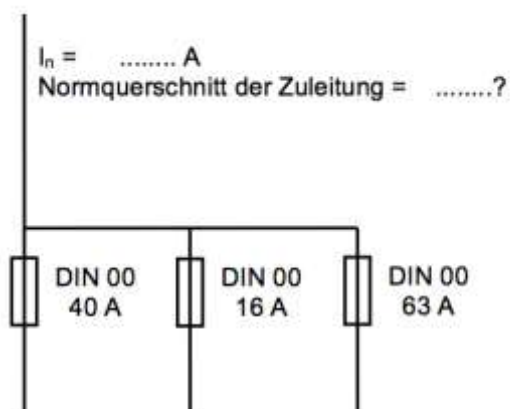 Iₙ = ........ A
Normquerschnitt der Zuleitung = ........?
DIN 00 DIN 00 DIN 00
40 A 16 A 63 A